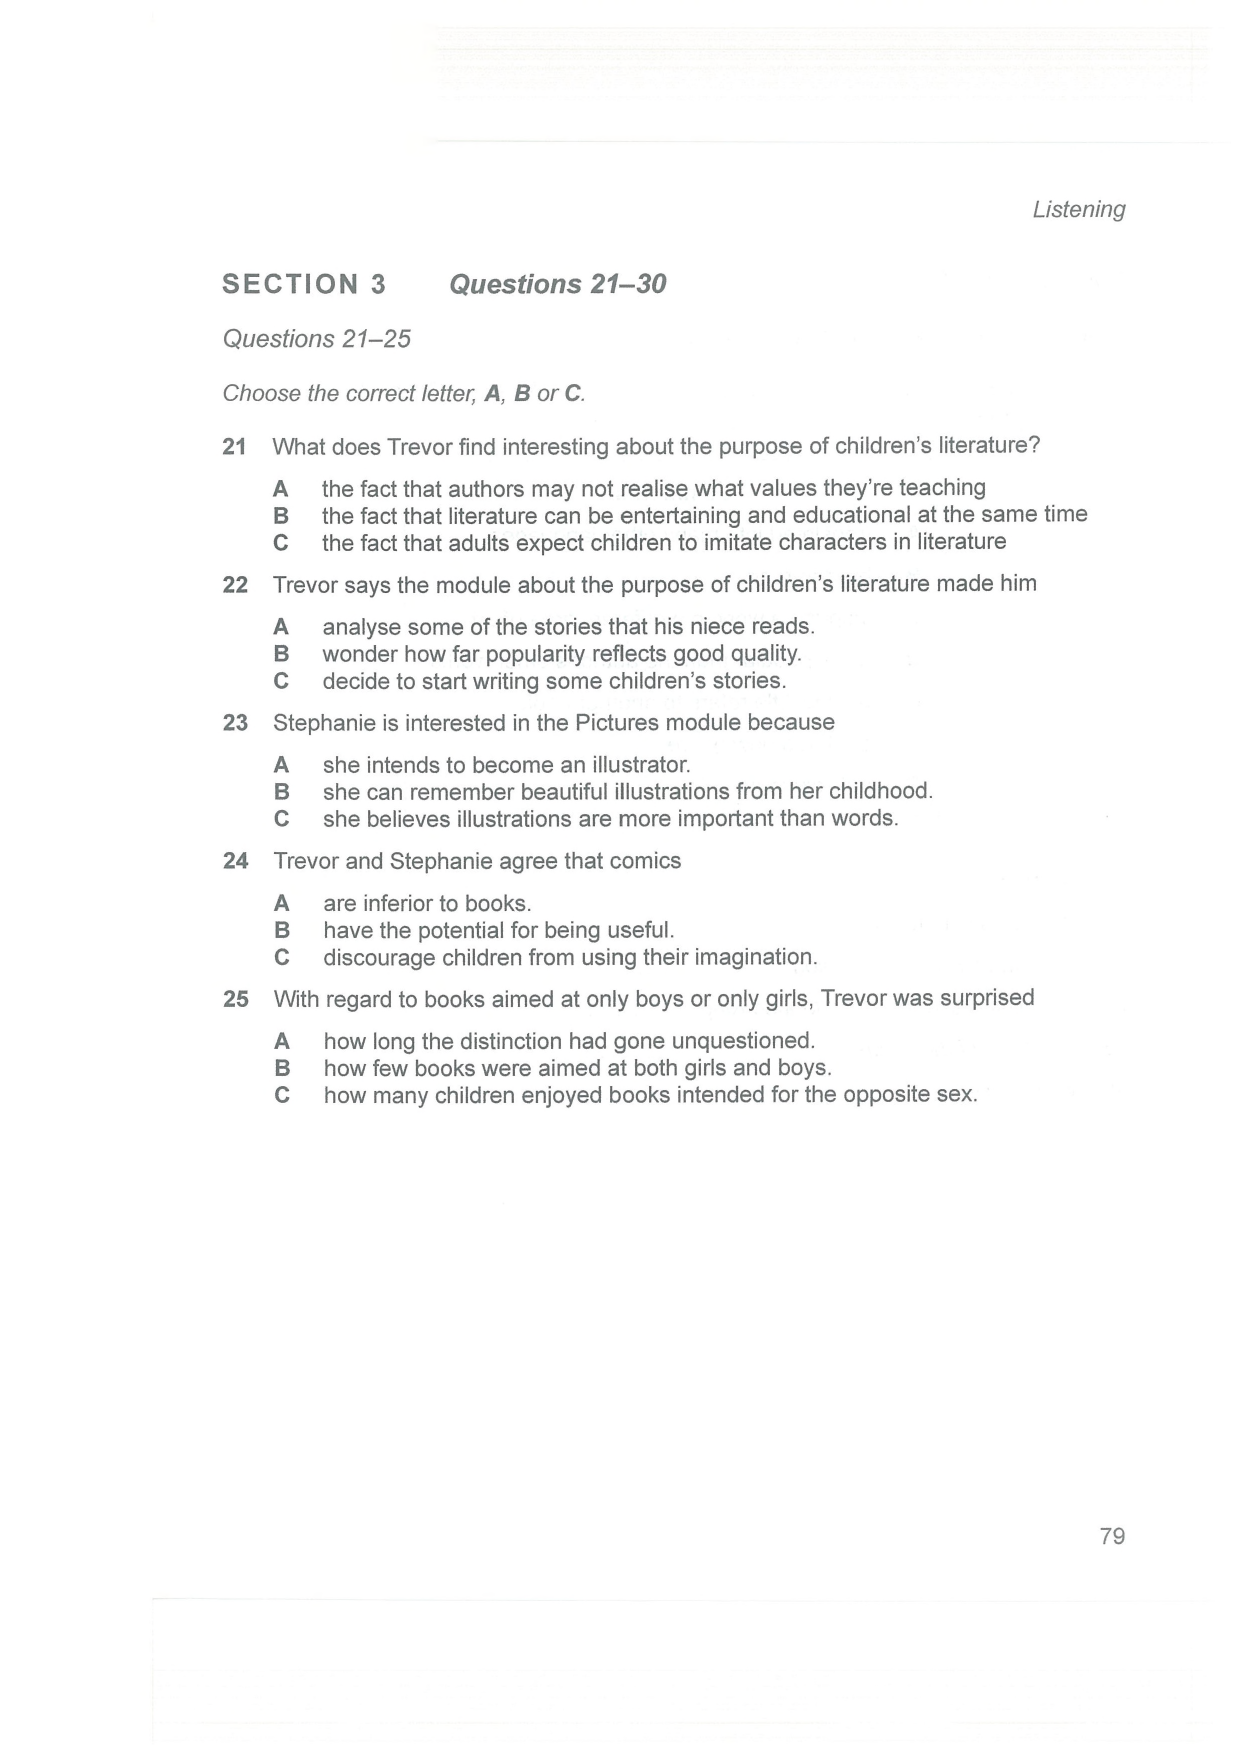 Listening
SECTION 3 Questions 21–30
Questions 21–25
Choose the correct letter, A, B or C.
21 What does Trevor find interesting about the purpose of children's literature?
A the fact that authors may not realise what values they're teaching
B the fact that literature can be entertaining and educational at the same time
C the fact that adults expect children to imitate characters in literature
22 Trevor says the module about the purpose of children's literature made him
A analyse some of the stories that his niece reads.
B wonder how far popularity reflects good quality.
C decide to start writing some children's stories.
23 Stephanie is interested in the Pictures module because
A she intends to become an illustrator.
B she can remember beautiful illustrations from her childhood.
C she believes illustrations are more important than words.
24 Trevor and Stephanie agree that comics
A are inferior to books.
B have the potential for being useful.
C discourage children from using their imagination.
25 With regard to books aimed at only boys or only girls, Trevor was surprised
A how long the distinction had gone unquestioned.
B how few books were aimed at both girls and boys.
C how many children enjoyed books intended for the opposite sex.
79